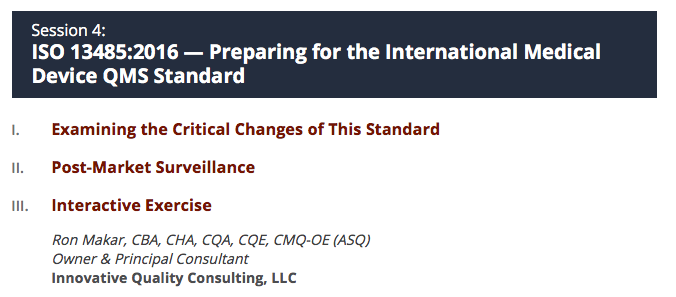 Session 4:
ISO 13485:2016 — Preparing for the International Medical
Device QMS Standard
I. Examining the Critical Changes of This Standard
II. Post-Market Surveillance
III. Interactive Exercise
Ron Makar, CBA, CHA, CQA, CQE, CMQ-OE (ASQ)
Owner & Principal Consultant
Innovative Quality Consulting, LLC